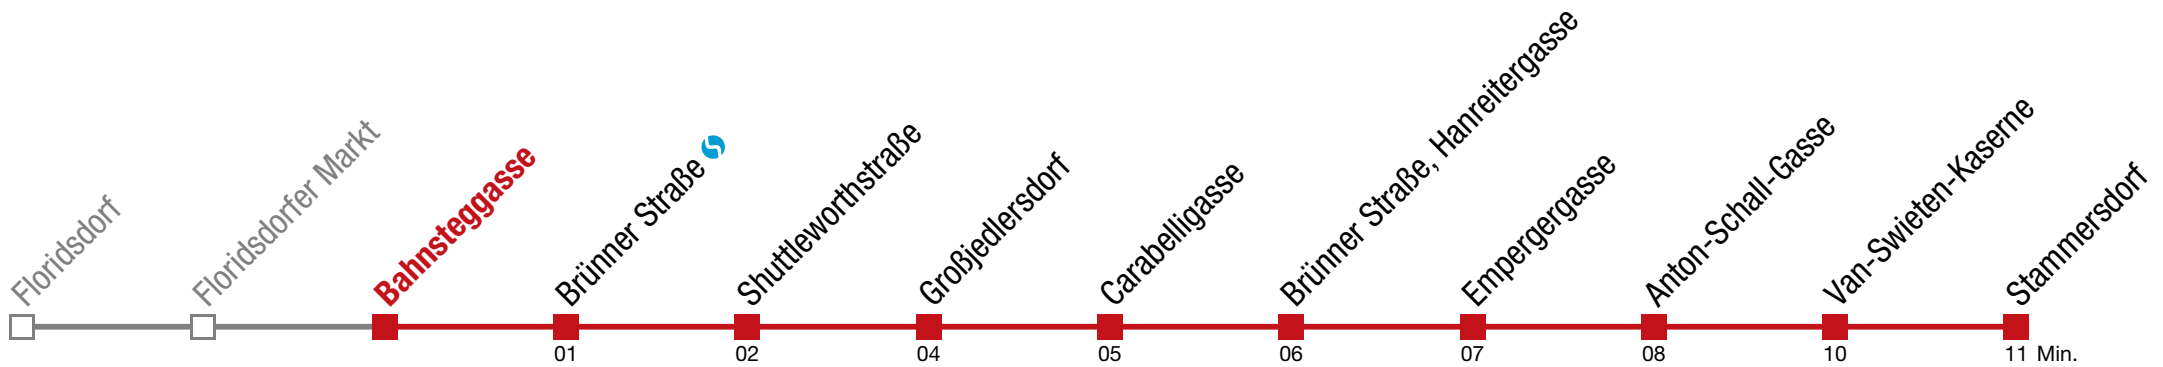 Floridsdorf
Floridsdorfer Markt
Bahnsteggasse
Brünner Straße
Shuttleworthstraße
Großjedlersdorf
Carabelligasse
Brünner Straße, Hanreitergasse
Empergergasse
Anton-Schall-Gasse
Van-Swieten-Kaserne
Stammersdorf
01 02 04 05 06 07 08 10 11 Min.